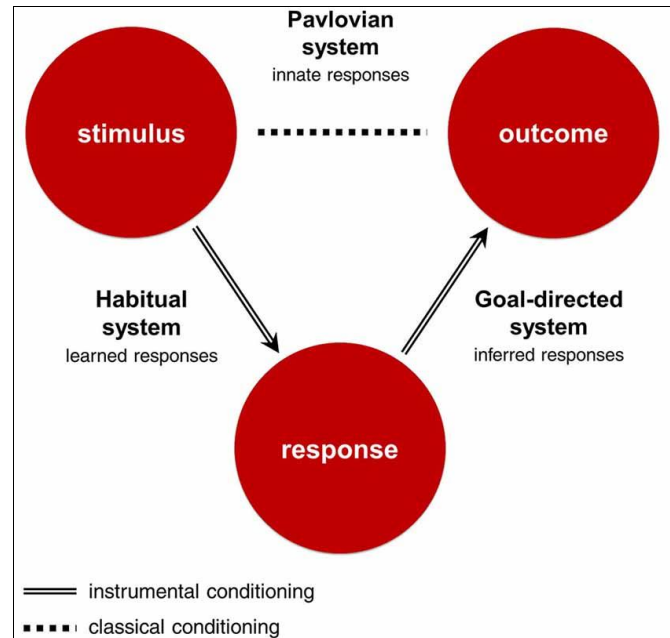 Pavlovian
system
innate responses
stimulus
outcome
Habitual
system
learned responses
Goal-directed
system
inferred responses
response
instrumental conditioning
classical conditioning